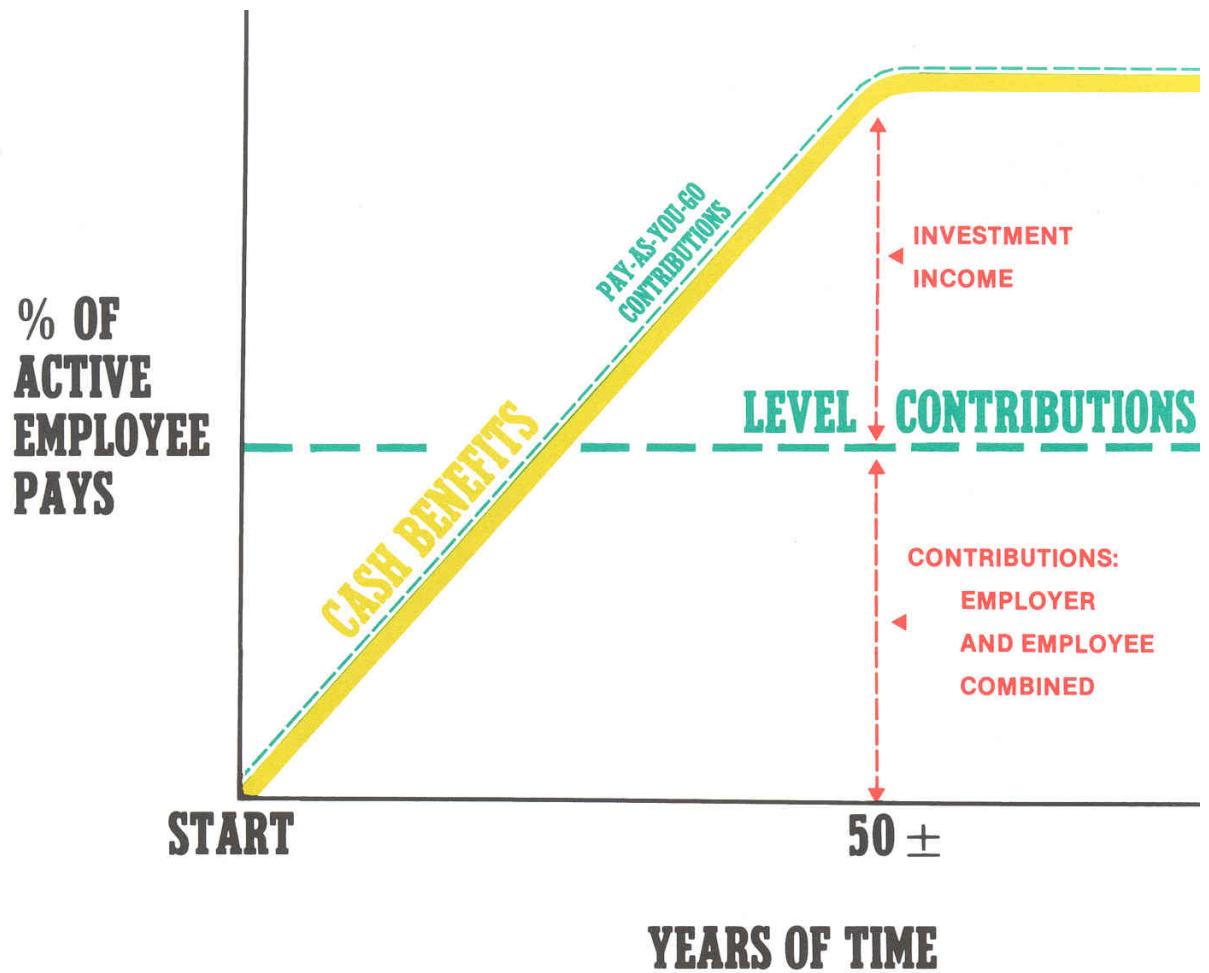 PAY-AS-YOU-GO
CONTRIBUTIONS
INVESTMENT
INCOME
% OF
ACTIVE
EMPLOYEE
PAYS
LEVEL CONTRIBUTIONS
CASH BENEFITS
CONTRIBUTIONS:
EMPLOYER
AND EMPLOYEE
COMBINED
START
50 ±
YEARS OF TIME